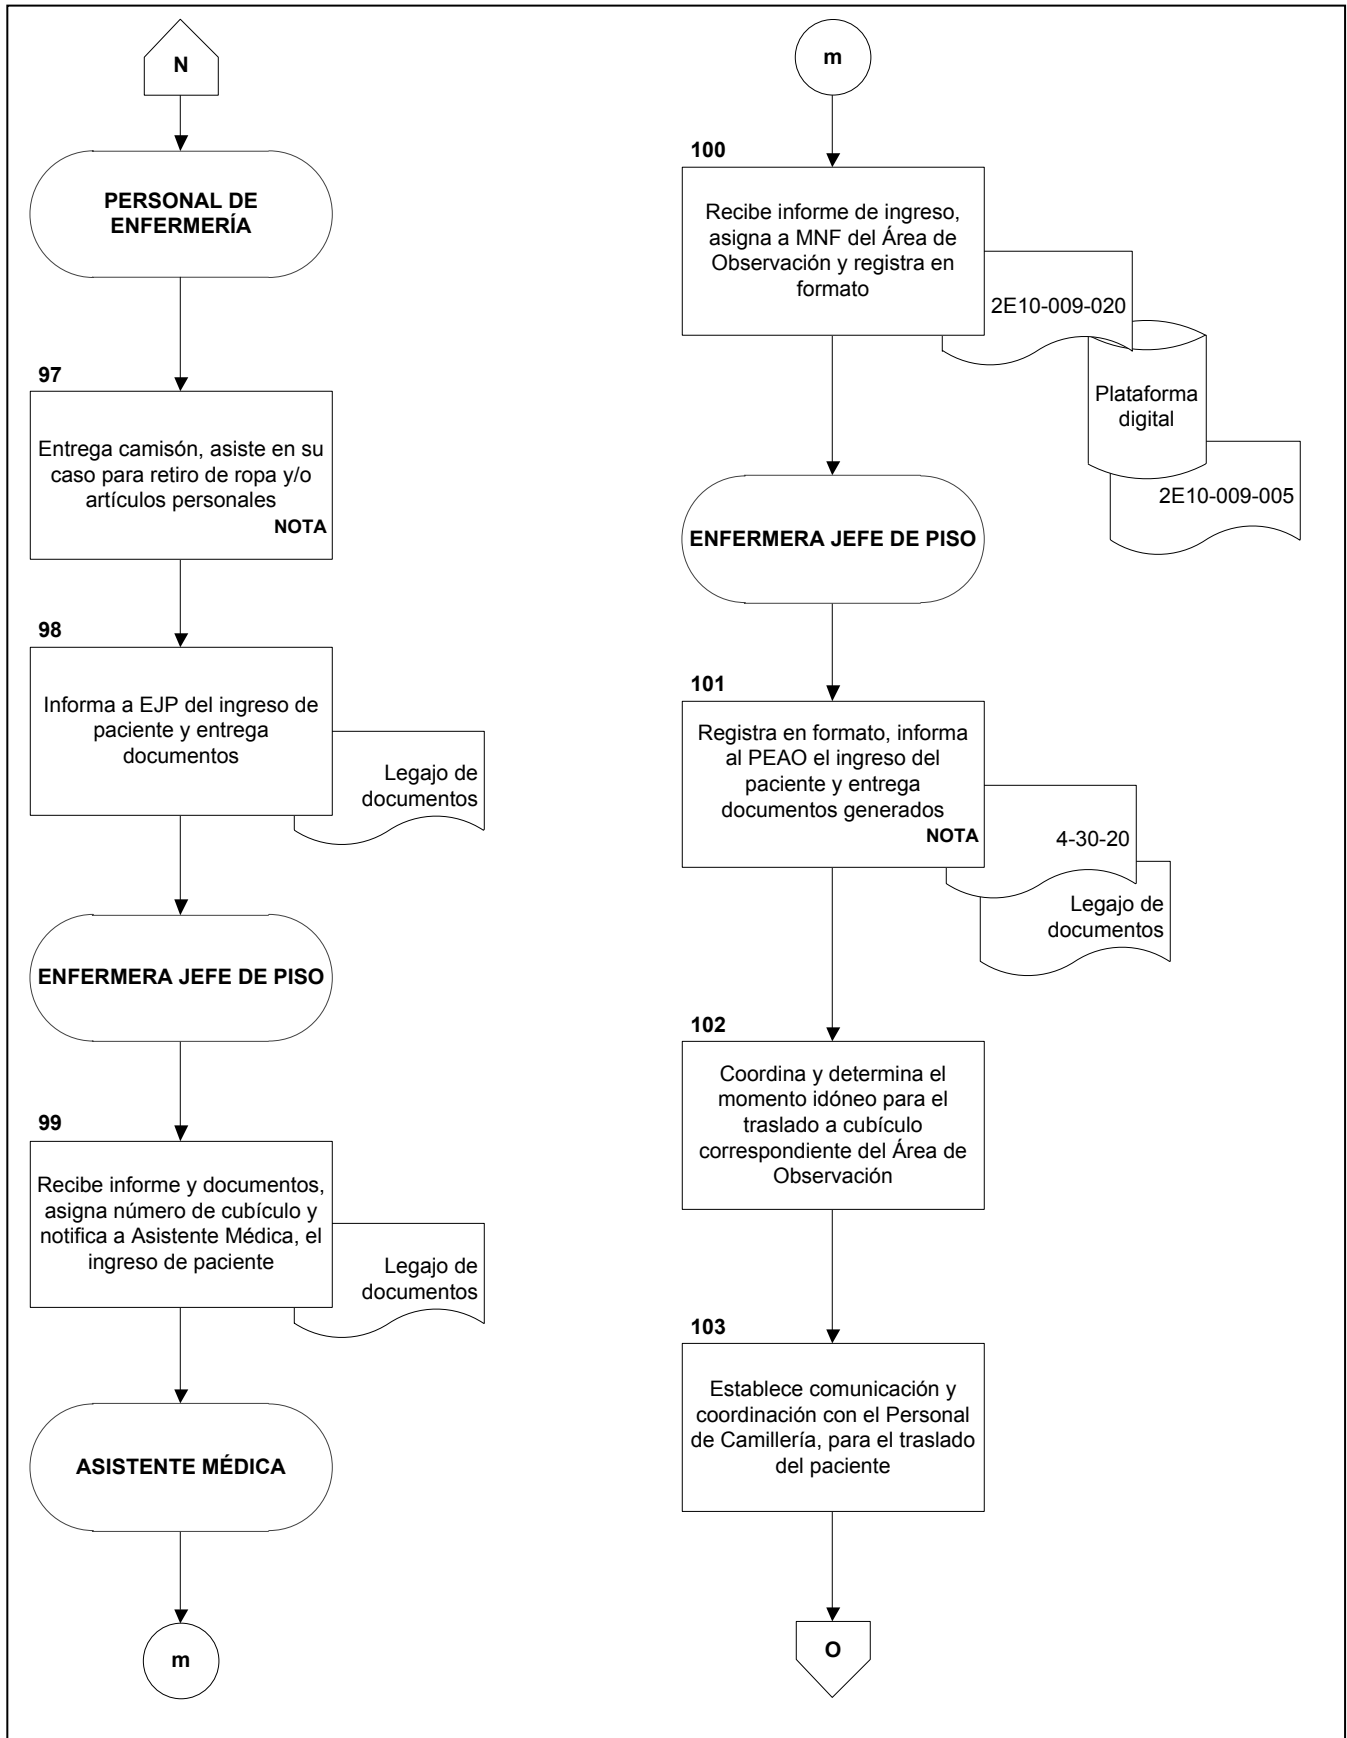 N
PERSONAL DE
ENFERMERÍA
97
Entrega camisón, asiste en su
caso para retiro de ropa y/o
artículos personales
NOTA
98
Informa a EJP del ingreso de
paciente y entrega
documentos
Legajo de
documentos
ENFERMERA JEFE DE PISO
99
Recibe informe y documentos,
asigna número de cubículo y
notifica a Asistente Médica, el
ingreso de paciente
Legajo de
documentos
ASISTENTE MÉDICA
m
m
100
Recibe informe de ingreso,
asigna a MNF del Área de
Observación y registra en
formato
2E10-009-020
Plataforma
digital
2E10-009-005
ENFERMERA JEFE DE PISO
101
Registra en formato, informa
al PEAO el ingreso del
paciente y entrega
documentos generados
NOTA
4-30-20
Legajo de
documentos
102
Coordina y determina el
momento idóneo para el
traslado a cubículo
correspondiente del Área de
Observación
103
Establece comunicación y
coordinación con el Personal
de Camillería, para el traslado
del paciente
O